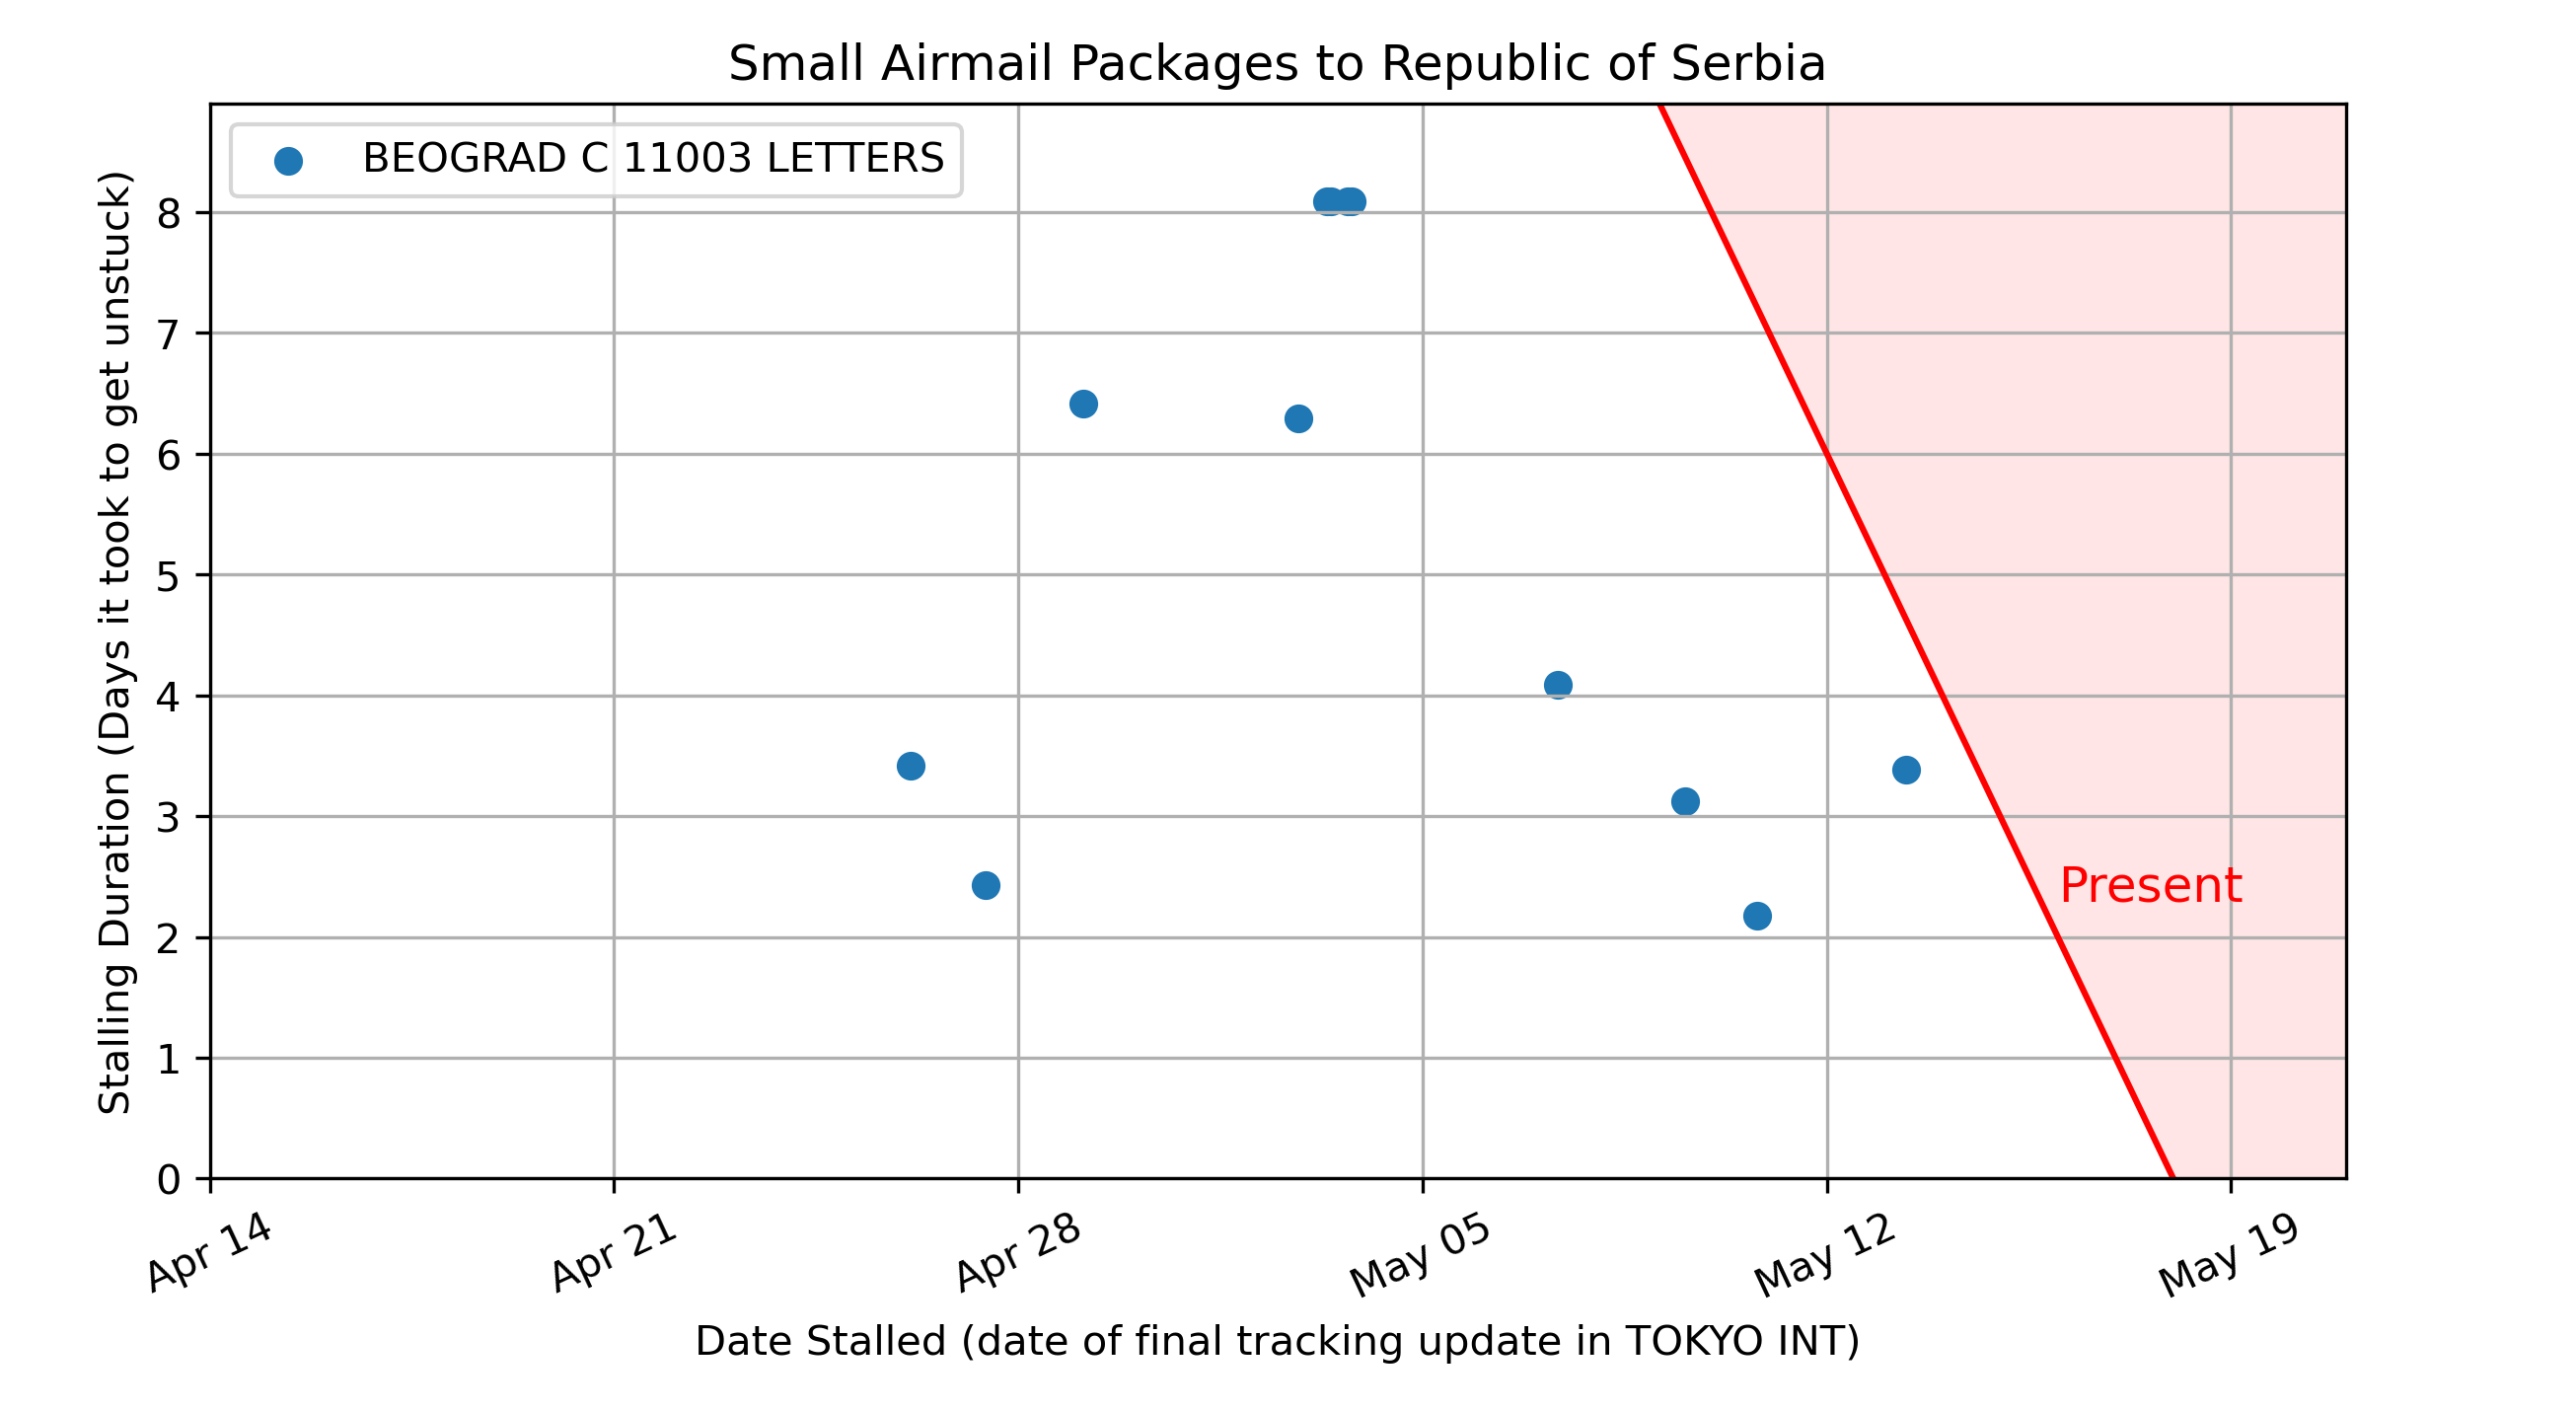 Small Airmail Packages to Republic of Serbia
BEOGRAD C 11003 LETTERS
Stalling Duration (Days it took to get unstuck)
8
7
6
5
4
3
2
1
0
Present
Apr 14
Apr 21
Apr 28
May 05
May 12
May 19
Date Stalled (date of final tracking update in TOKYO INT)